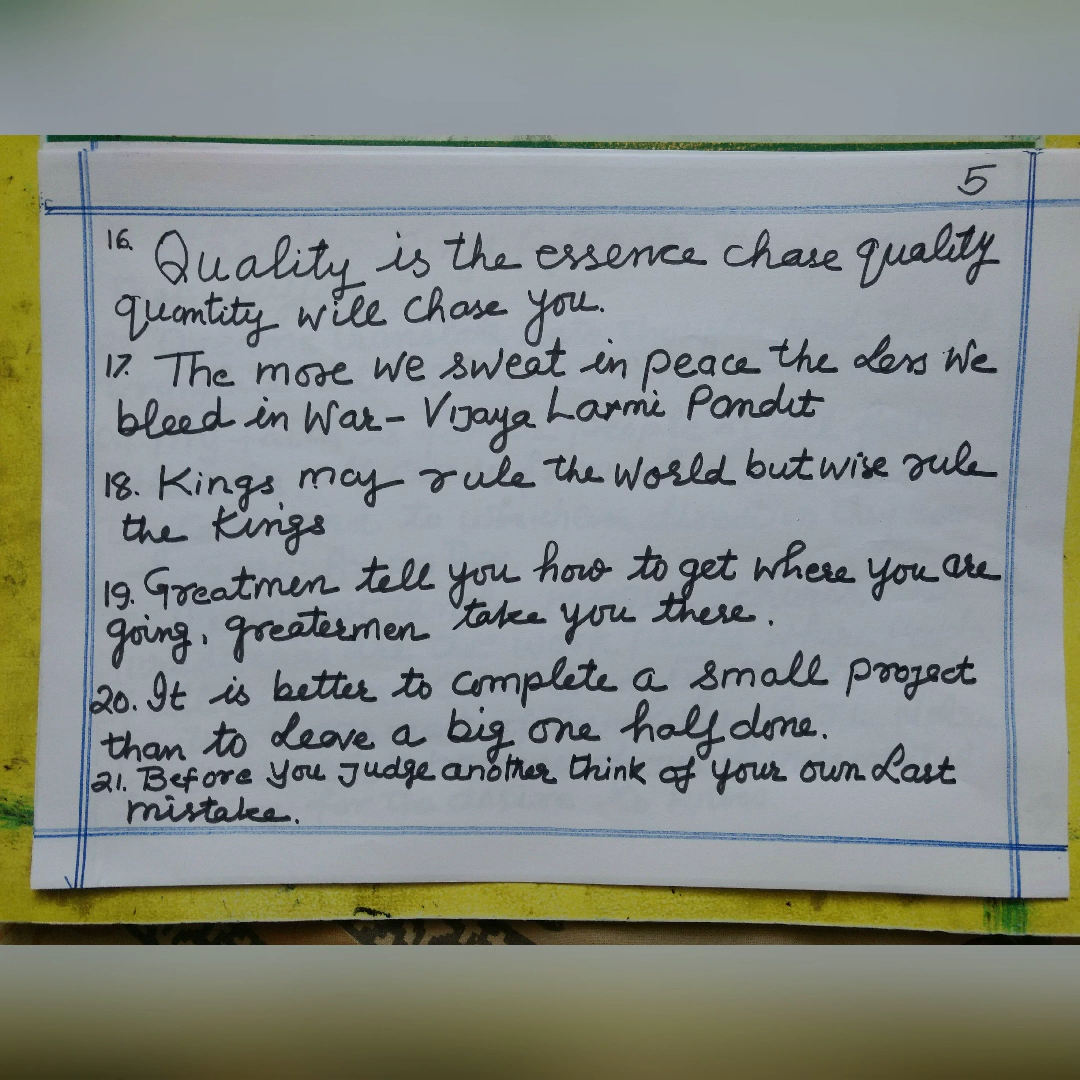 5
16. Quality is the essence chase quality
quantity will chase you.
17. The more we sweat in peace the less we
bleed in War - Vijaya Laxmi Pandit
18. Kings may rule the world but wise rule
the kings
19. Greatmen tell you how to get where you are
going, greatermen take you there.
20. It is better to complete a small project
than to leave a big one half done.
21. Before you judge another think of your own last
mistake.